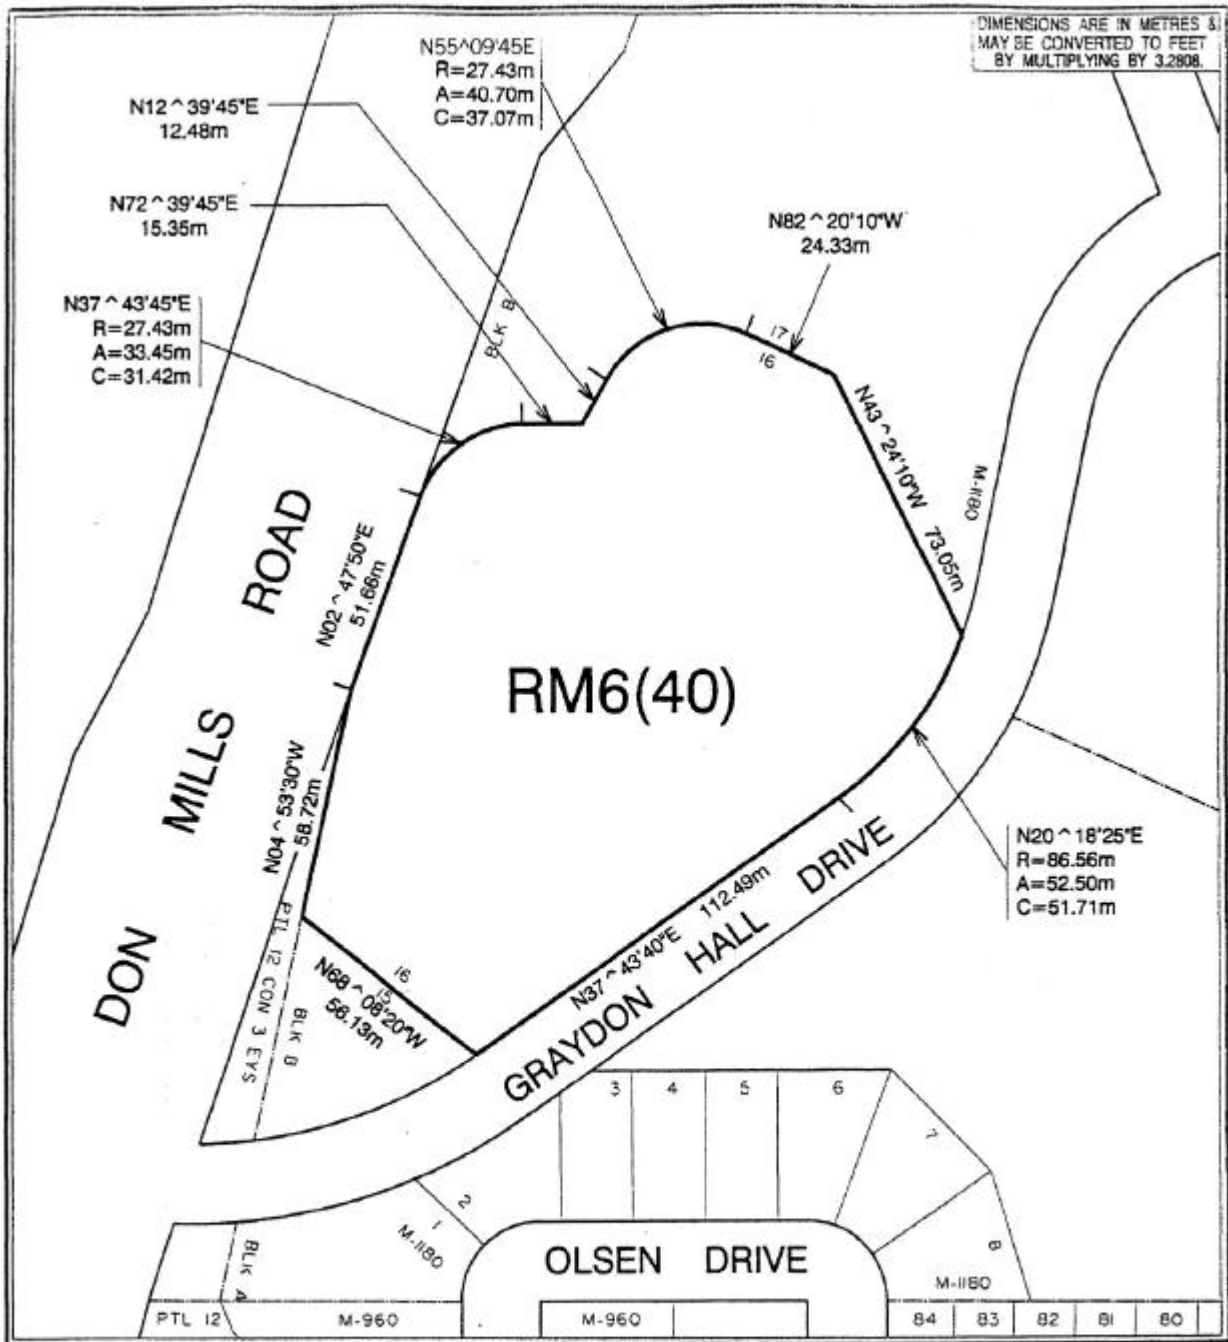 DIMENSIONS ARE IN METRES &
MAY BE CONVERTED TO FEET
BY MULTIPLYING BY 3.2808.
N55^09'45E
R=27.43m
A=40.70m
C=37.07m
N12^39'45"E
12.48m
N72^39'45"E
15.35m
N82^20'10"W
24.33m
N37^43'45"E
R=27.43m
A=33.45m
C=31.42m
BLK B
17
16
N43^24'10"W 73.05m
M-1180
DON MILLS ROAD
N02^47'50"E
51.66m
RM6(40)
N04^53'30"W
58.72m
N20^18'25"E
R=86.56m
A=52.50m
C=51.71m
PTL 12 CON 3 EYS
BLK B
16
15
N68^08'20"W
56.13m
N37^43'40"E 112.49m
GRAYDON HALL DRIVE
3 4 5 6
7
2
1
M-1180
8
BLK A
OLSEN DRIVE
M-1180
PTL 12 M-960 M-960 84 83 82 81 80